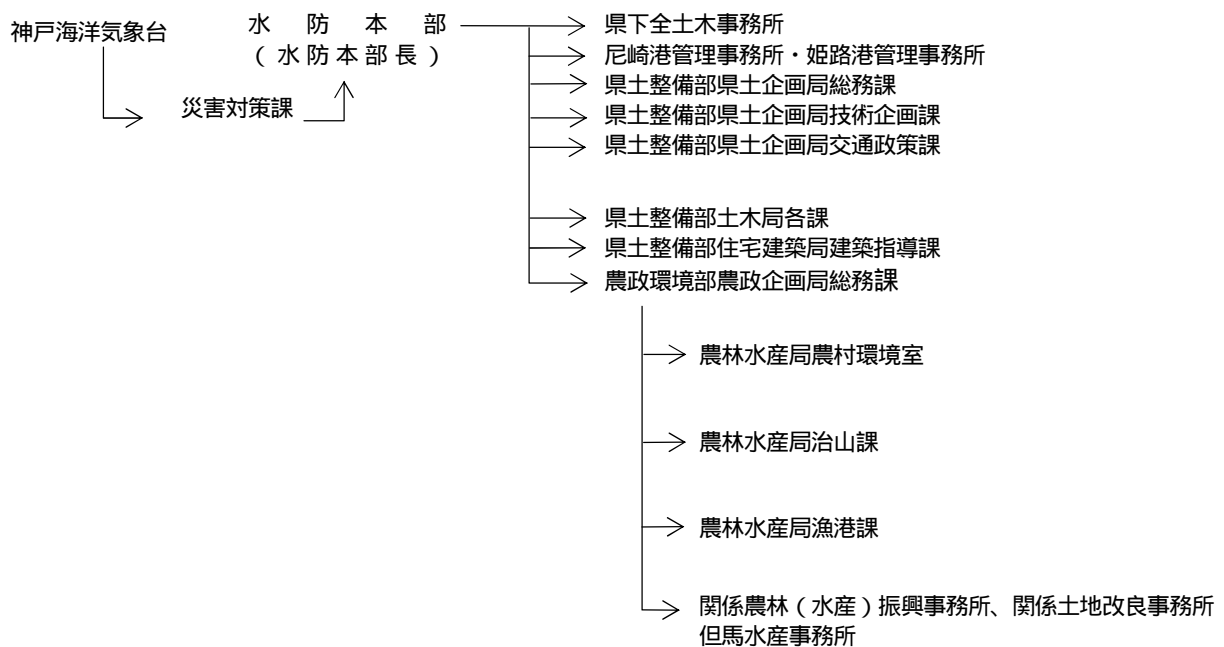 神戸海洋気象台
水防本部
（水防本部長）
災害対策課
県下全土木事務所
尼崎港管理事務所・姫路港管理事務所
県土整備部県土企画局総務課
県土整備部県土企画局技術企画課
県土整備部県土企画局交通政策課
県土整備部土木局各課
県土整備部住宅建築局建築指導課
農政環境部農政企画局総務課
農林水産局農村環境室
農林水産局治山課
農林水産局漁港課
関係農林（水産）振興事務所、関係土地改良事務所
但馬水産事務所